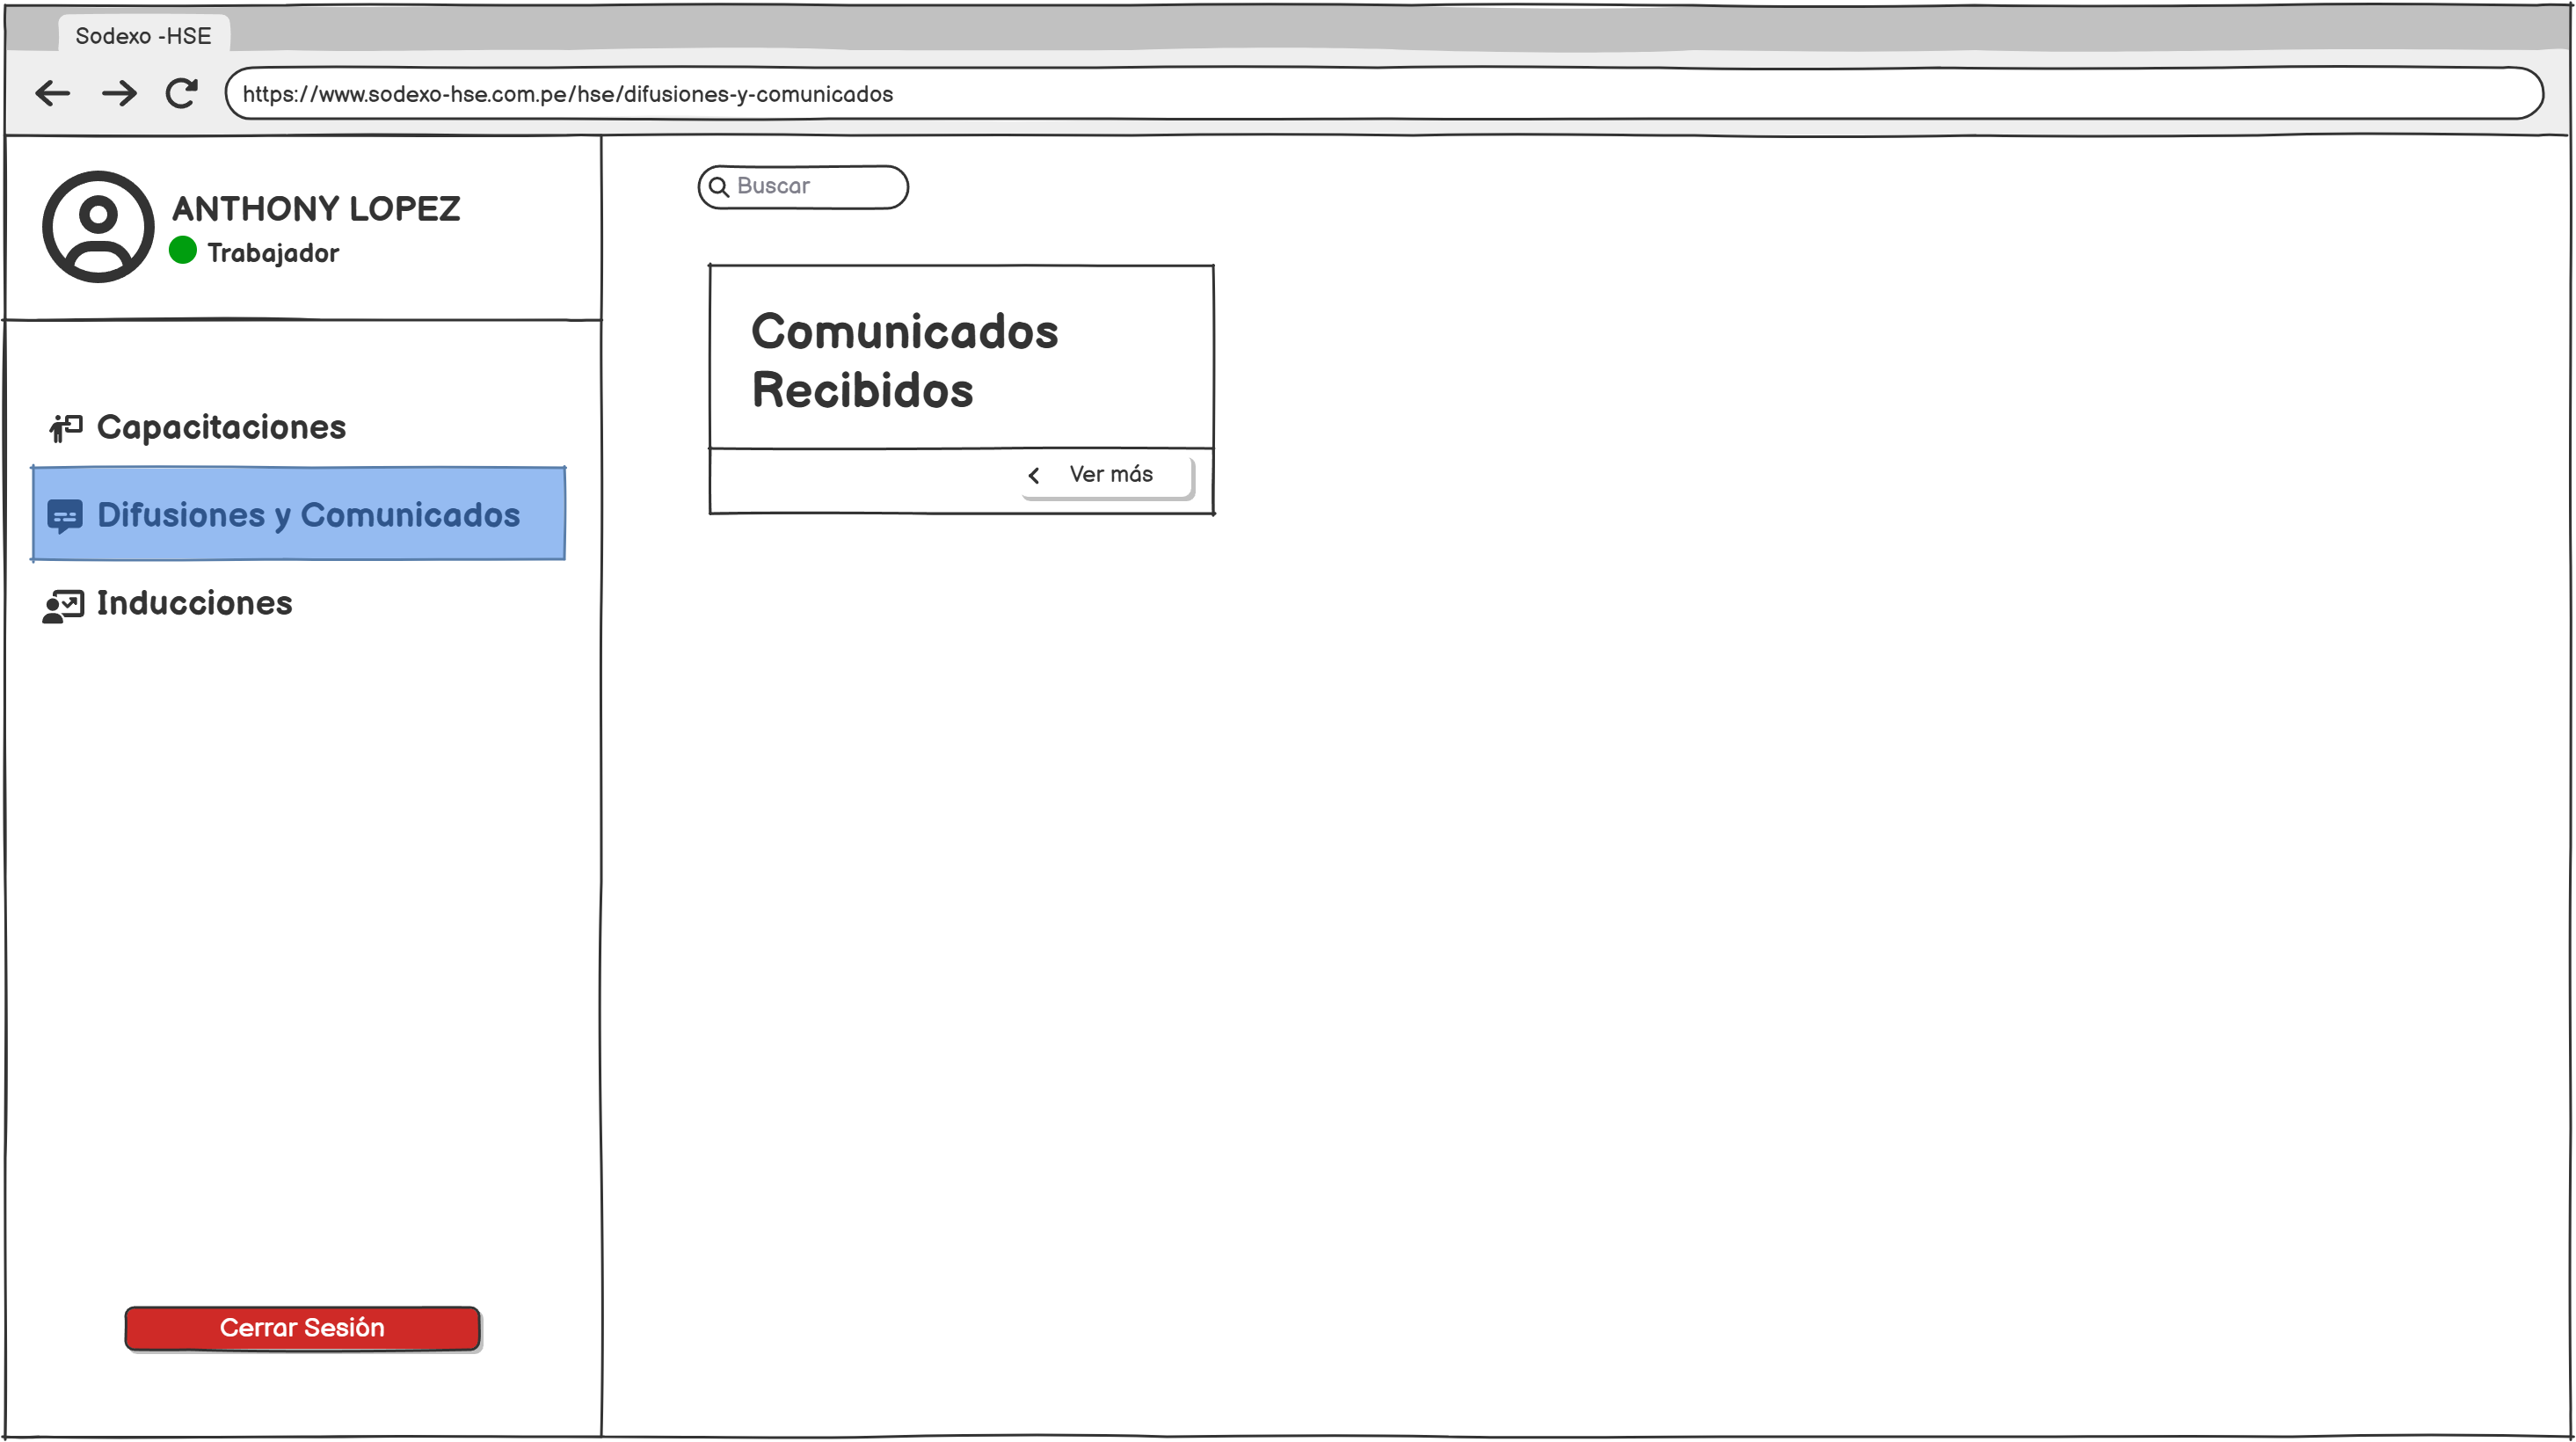 Sodexo -HSE
https://www.sodexo-hse.com.pe/hse/difusiones-y-comunicados
ANTHONY LOPEZ
Trabajador
Capacitaciones
Difusiones y Comunicados
Inducciones
Cerrar Sesión
Buscar
Comunicados
Recibidos
Ver más